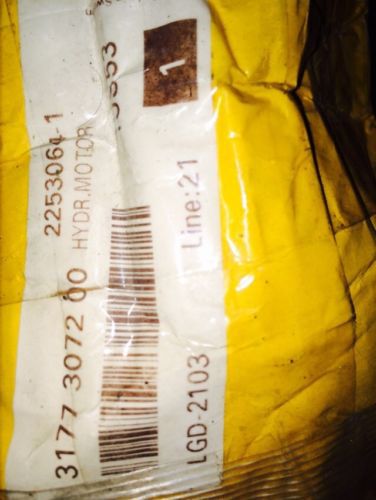 2253064-1
HYDR.MOTOR
1
3177 3072 00
LGD-2103
Line:21